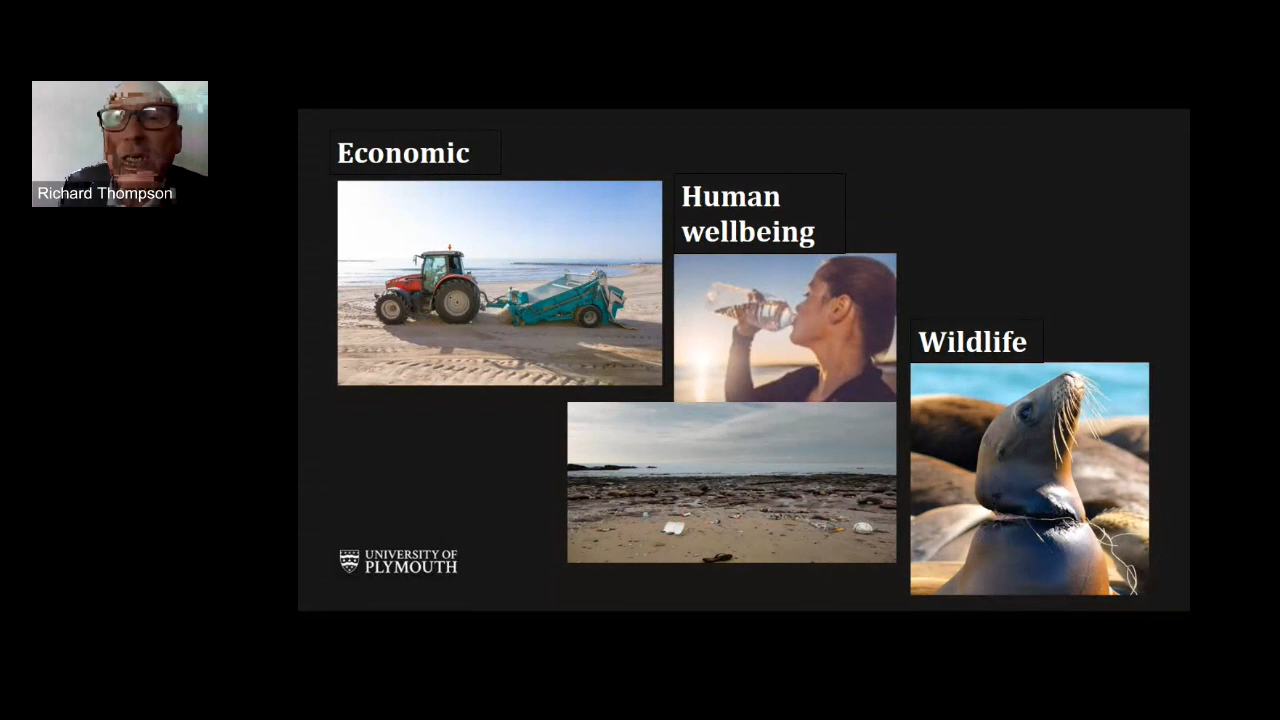 Richard Thompson
Economic
Human
wellbeing
Wildlife
UNIVERSITY OF
PLYMOUTH